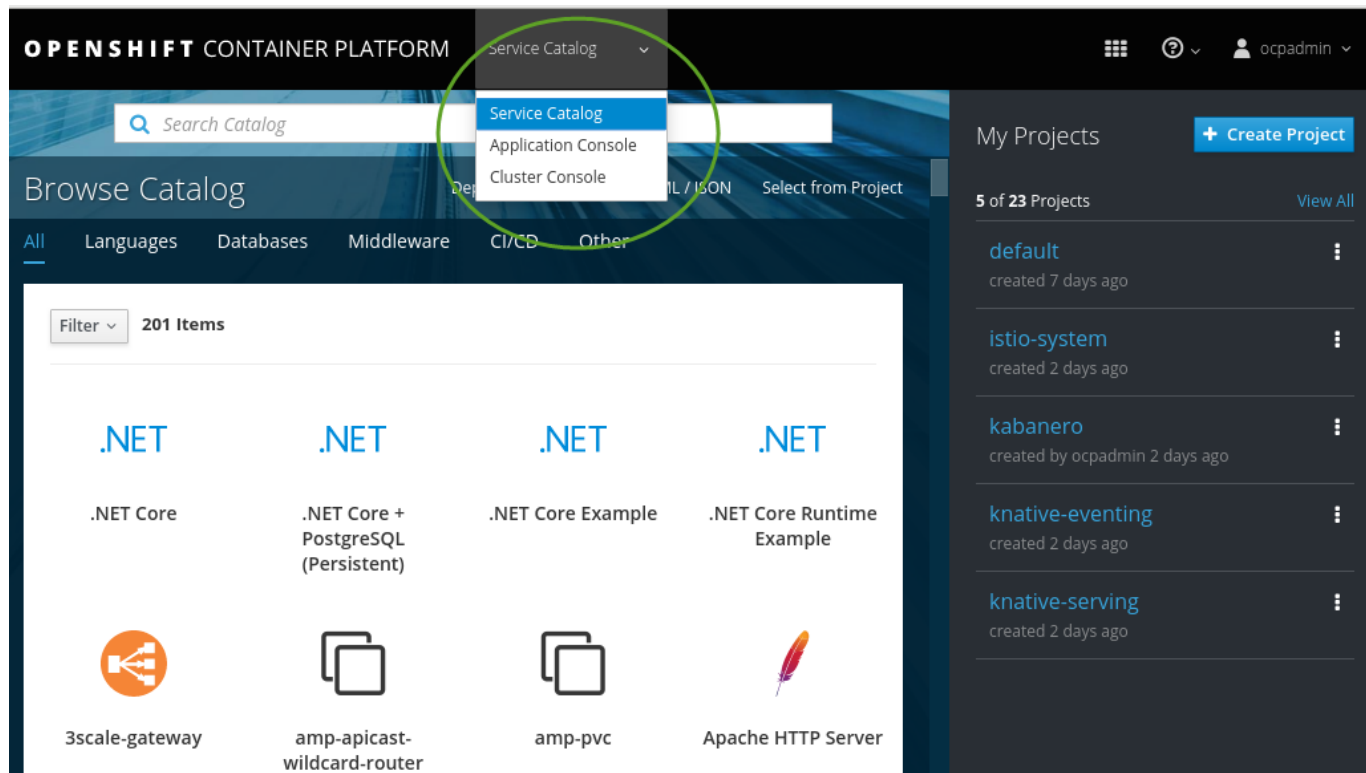 OPENSHIFT CONTAINER PLATFORM
Service Catalog
ocpadmin
Search Catalog
Service Catalog
Application Console
Cluster Console
Browse Catalog
/ JSON
Select from Project
All Languages Databases Middleware CI/CD Other
Filter
201 Items
.NET
.NET
.NET
.NET
.NET Core
.NET Core +
PostgreSQL
(Persistent)
.NET Core Example
.NET Core Runtime
Example
3scale-gateway
amp-apicast-
wildcard-router
amp-pvc
Apache HTTP Server
My Projects
+ Create Project
5 of 23 Projects
View All
default
created 7 days ago
istio-system
created 2 days ago
kabanero
created by ocpadmin 2 days ago
knative-eventing
created 2 days ago
knative-serving
created 2 days ago